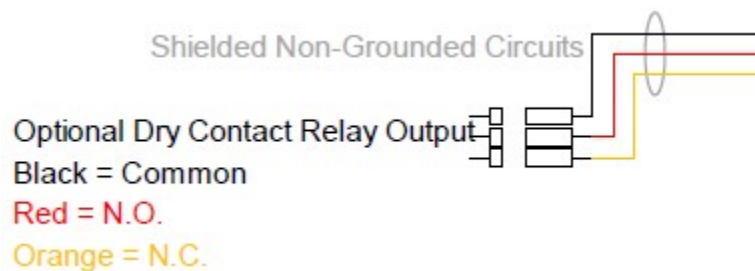 Shielded Non-Grounded Circuits
Optional Dry Contact Relay Output
Black = Common
Red = N.O.
Orange = N.C.